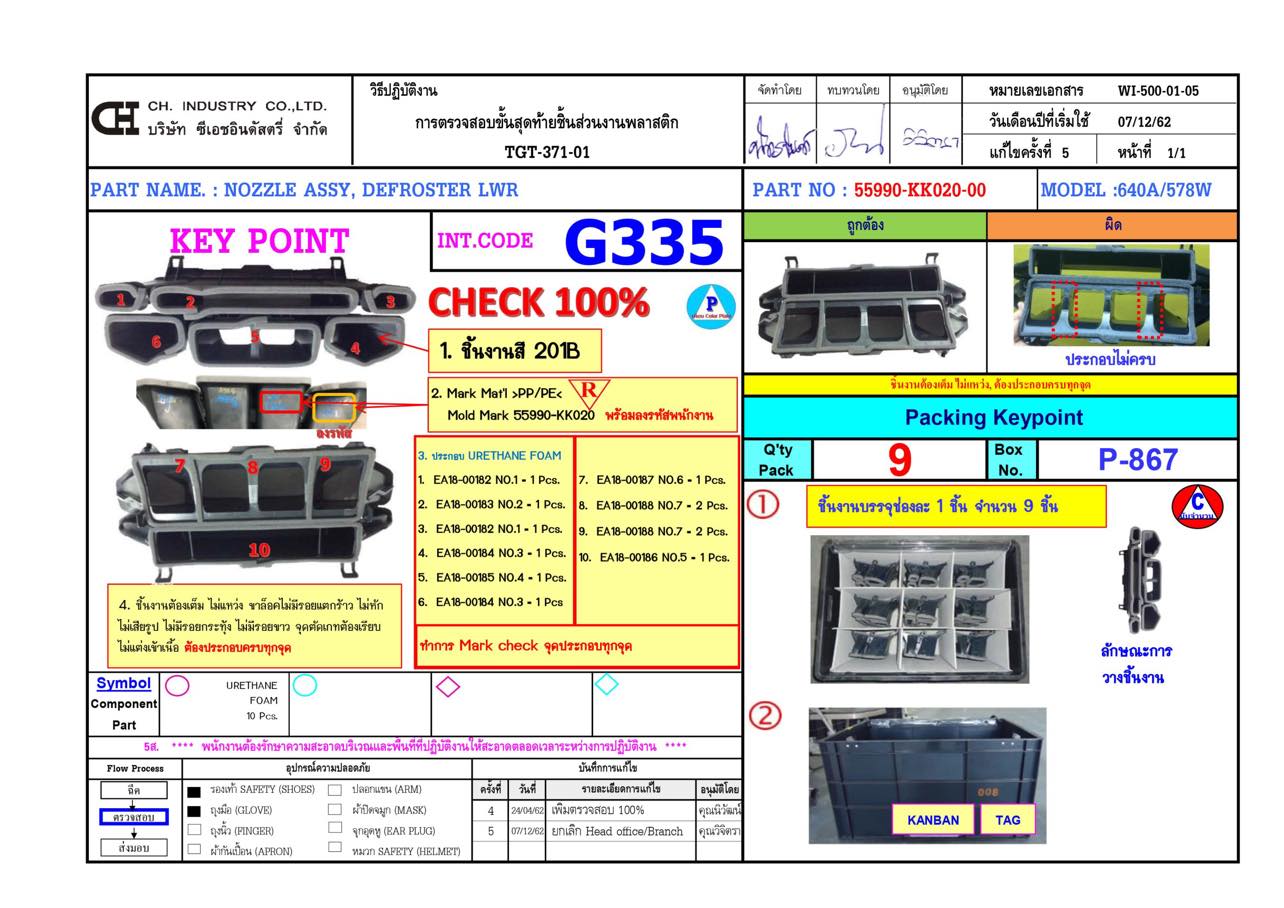 CH. INDUSTRY CO.,LTD.
บริษัท ซีเอชอินดัสตรี่ จำกัด
วิธีปฏิบัติงาน
การตรวจสอบขั้นสุดท้ายชิ้นส่วนงานพลาสติก
TGT-371-01
จัดทำโดย
ทบทวนโดย
อนุมัติโดย
หมายเลขเอกสาร WI-500-01-05
วันเดือนปีที่เริ่มใช้ 07/12/62
แก้ไขครั้งที่ 5 หน้าที่ 1/1
PART NAME. : NOZZLE ASSY, DEFROSTER LWR
PART NO : 55990-KK020-00
MODEL :640A/578W
KEY POINT
INT.CODE G335
CHECK 100%
P
เทียบ Color Plate
1 2 3
6 5 4
1. ชิ้นงานสี 201B
2. Mark Mat'l >PP/PE< R
Mold Mark 55990-KK020 พร้อมลงรหัสพนักงาน
ลงรหัส
7 8 9
10
3. ประกอบ URETHANE FOAM
1. EA18-00182 NO.1 - 1 Pcs.
2. EA18-00183 NO.2 - 1 Pcs.
3. EA18-00182 NO.1 - 1 Pcs.
4. EA18-00184 NO.3 - 1 Pcs.
5. EA18-00185 NO.4 - 1 Pcs.
6. EA18-00184 NO.3 - 1 Pcs
7. EA18-00187 NO.6 - 1 Pcs.
8. EA18-00188 NO.7 - 2 Pcs.
9. EA18-00188 NO.7 - 2 Pcs.
10. EA18-00186 NO.5 - 1 Pcs.
ทำการ Mark check จุดประกอบทุกจุด
4. ชิ้นงานต้องเต็ม ไม่แหว่ง ขาล็อคไม่มีรอยแตกร้าว ไม่หัก
ไม่เสียรูป ไม่มีรอยกระทุ้ง ไม่มีรอยขาว จุดตัดเกทต้องเรียบ
ไม่แต่งเข้าเนื้อ ต้องประกอบครบทุกจุด
Symbol
Component
Part
URETHANE
FOAM
10 Pcs.
5ส. **** พนักงานต้องรักษาความสะอาดบริเวณและพื้นที่ที่ปฏิบัติงานให้สะอาดตลอดเวลาระหว่างการปฏิบัติงาน ****
Flow Process
ฉีด
ตรวจสอบ
ส่งมอบ
อุปกรณ์ความปลอดภัย
รองเท้า SAFETY (SHOES)
ปลอกแขน (ARM)
ถุงมือ (GLOVE)
ผ้าปิดจมูก (MASK)
ถุงนิ้ว (FINGER)
จุกอุดหู (EAR PLUG)
ผ้ากันเปื้อน (APRON)
หมวก SAFETY (HELMET)
บันทึกการแก้ไข
ครั้งที่ วันที่ รายละเอียดการแก้ไข อนุมัติโดย
4 24/04/62 เพิ่มตรวจสอบ 100% คุณนิวัฒน์
5 07/12/62 ยกเลิก Head office/Branch คุณวิจิตรา
ถูกต้อง
ผิด
ประกอบไม่ครบ
ชิ้นงานต้องเต็ม ไม่แหว่ง, ต้องประกอบครบทุกจุด
Packing Keypoint
Q'ty
Pack
9
Box
No.
P-867
1
ชิ้นงานบรรจุช่องละ 1 ชิ้น จำนวน 9 ชิ้น
C
นับจำนวน
ลักษณะการ
วางชิ้นงาน
2
008
KANBAN
TAG